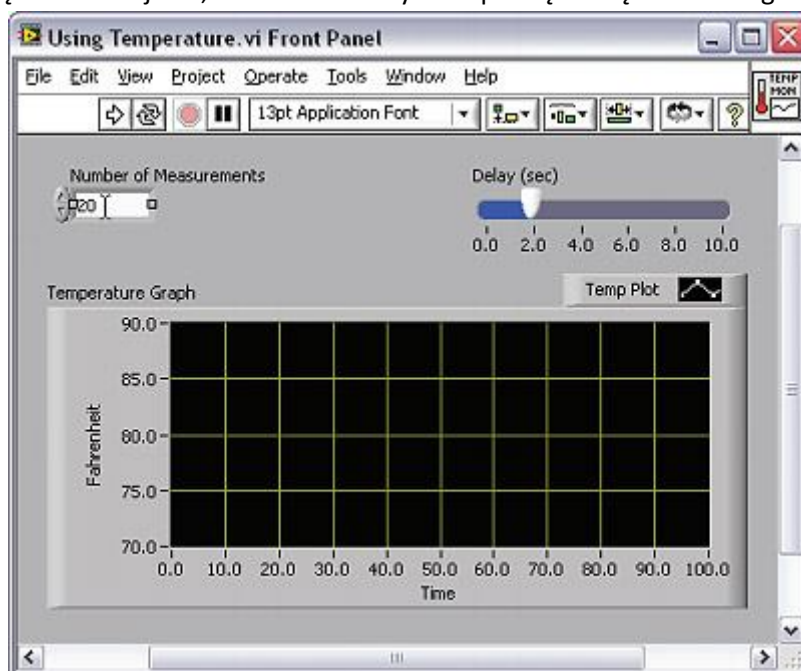 Using Temperature.vi Front Panel
File Edit View Project Operate Tools Window Help
13pt Application Font
TEMP
MON
Number of Measurements
20
Delay (sec)
0.0 2.0 4.0 6.0 8.0 10.0
Temperature Graph
Temp Plot
90.0
85.0
80.0
75.0
70.0
Fahrenheit
0.0 10.0 20.0 30.0 40.0 50.0 60.0 70.0 80.0 90.0 100.0
Time